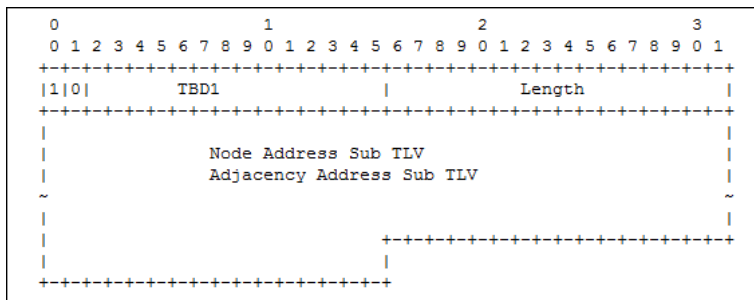 0                   1                   2                   3
0 1 2 3 4 5 6 7 8 9 0 1 2 3 4 5 6 7 8 9 0 1 2 3 4 5 6 7 8 9 0 1
+-+-+-+-+-+-+-+-+-+-+-+-+-+-+-+-+-+-+-+-+-+-+-+-+-+-+-+-+-+-+-+-+
|1|0|       TBD1                |            Length             |
+-+-+-+-+-+-+-+-+-+-+-+-+-+-+-+-+-+-+-+-+-+-+-+-+-+-+-+-+-+-+-+-+
|                                                               |
|              Node Address Sub TLV                             |
|              Adjacency Address Sub TLV                        |
~                                                               ~
|                                                               |
|                               +-+-+-+-+-+-+-+-+-+-+-+-+-+-+-+-+
|                               |
+-+-+-+-+-+-+-+-+-+-+-+-+-+-+-+-+